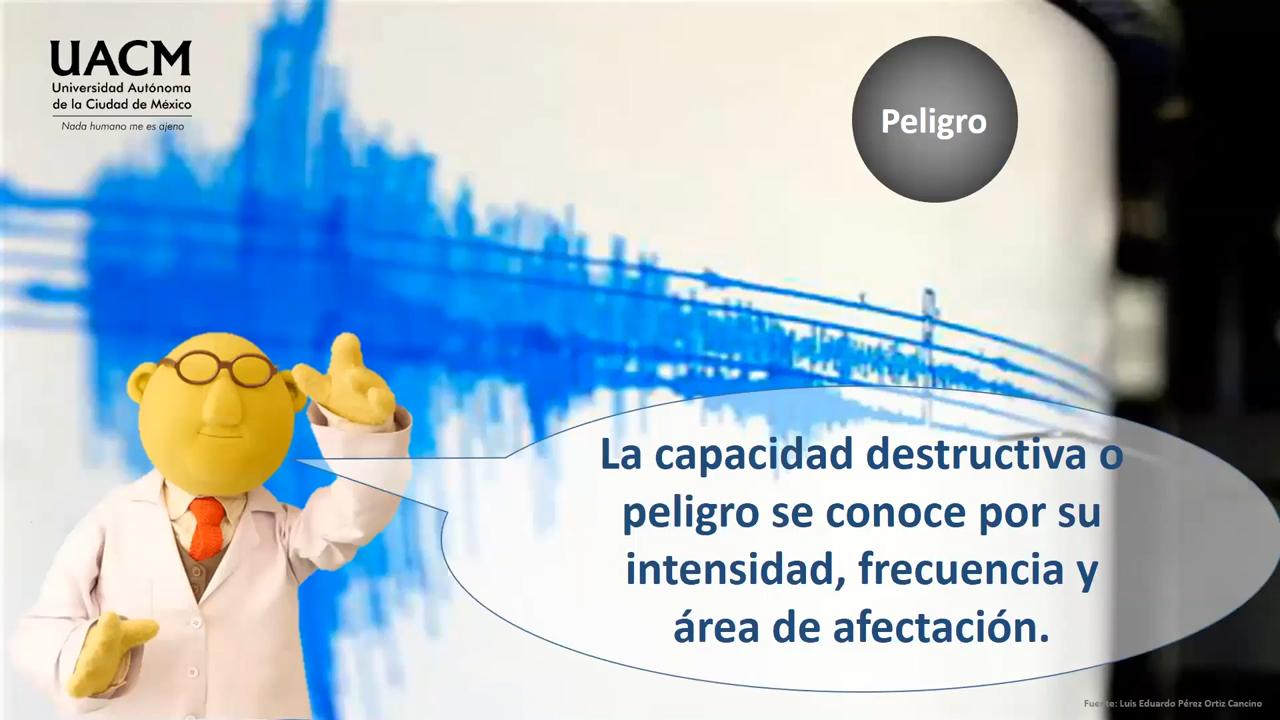 UACM
Universidad Autónoma
de la Ciudad de México
Nada humano me es ajeno
Peligro
La capacidad destructiva o
peligro se conoce por su
intensidad, frecuencia y
área de afectación.
Fuente: Luis Eduardo Pérez Ortiz Cancino